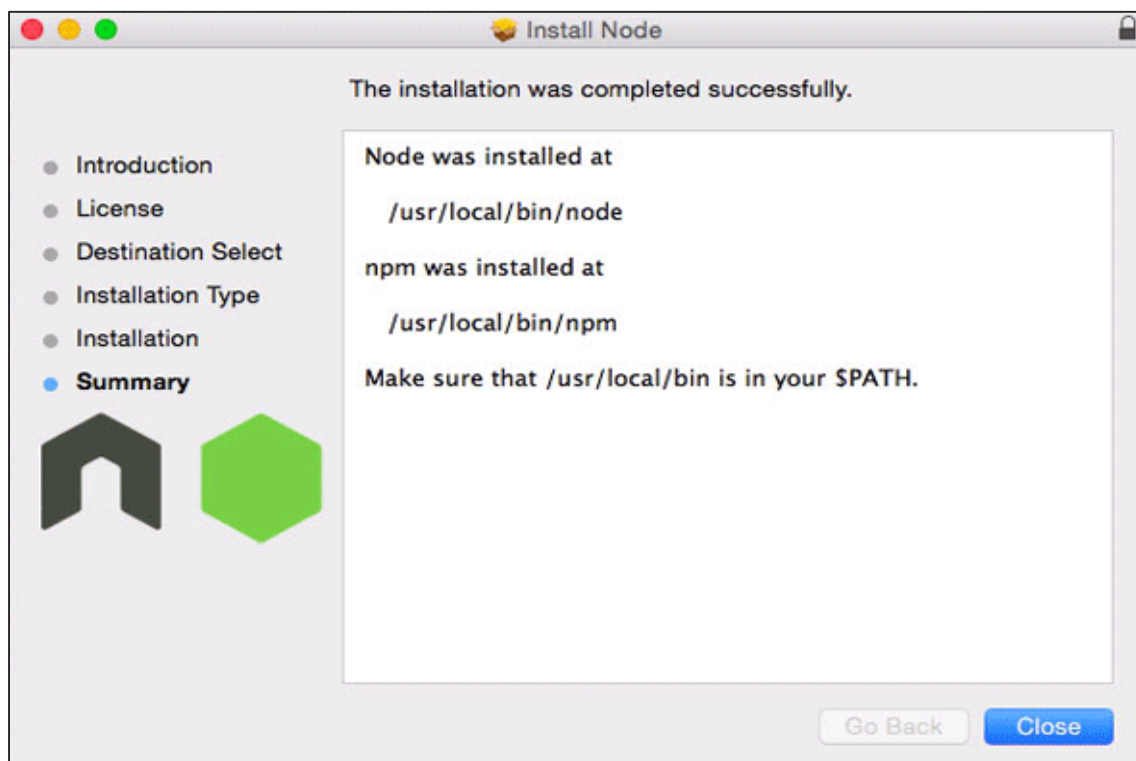 Install Node
The installation was completed successfully.
Introduction
License
Destination Select
Installation Type
Installation
Summary
Node was installed at
/usr/local/bin/node
npm was installed at
/usr/local/bin/npm
Make sure that /usr/local/bin is in your $PATH.
Go Back
Close